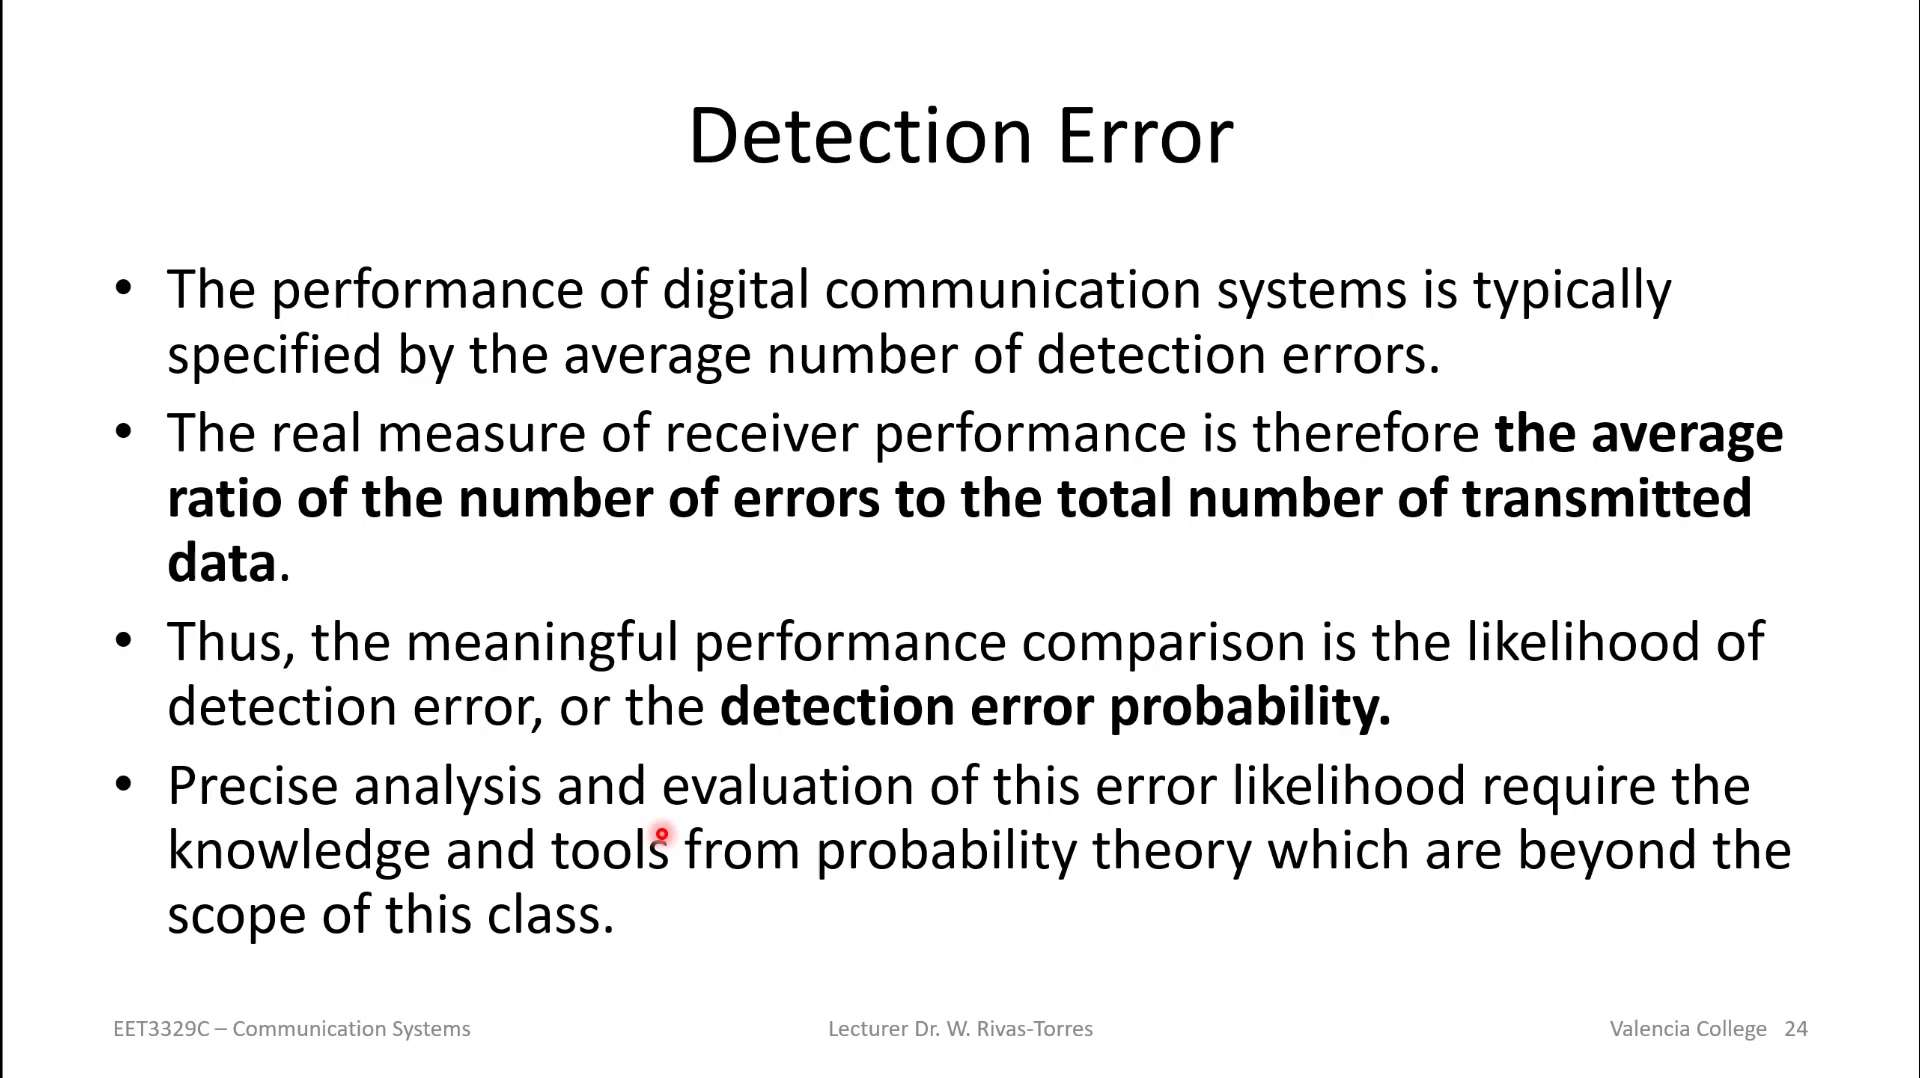 Detection Error
• The performance of digital communication systems is typically
specified by the average number of detection errors.
• The real measure of receiver performance is therefore the average
ratio of the number of errors to the total number of transmitted
data.
• Thus, the meaningful performance comparison is the likelihood of
detection error, or the detection error probability.
• Precise analysis and evaluation of this error likelihood require the
knowledge and tools from probability theory which are beyond the
scope of this class.
EET3329C – Communication Systems
Lecturer Dr. W. Rivas-Torres
Valencia College 24